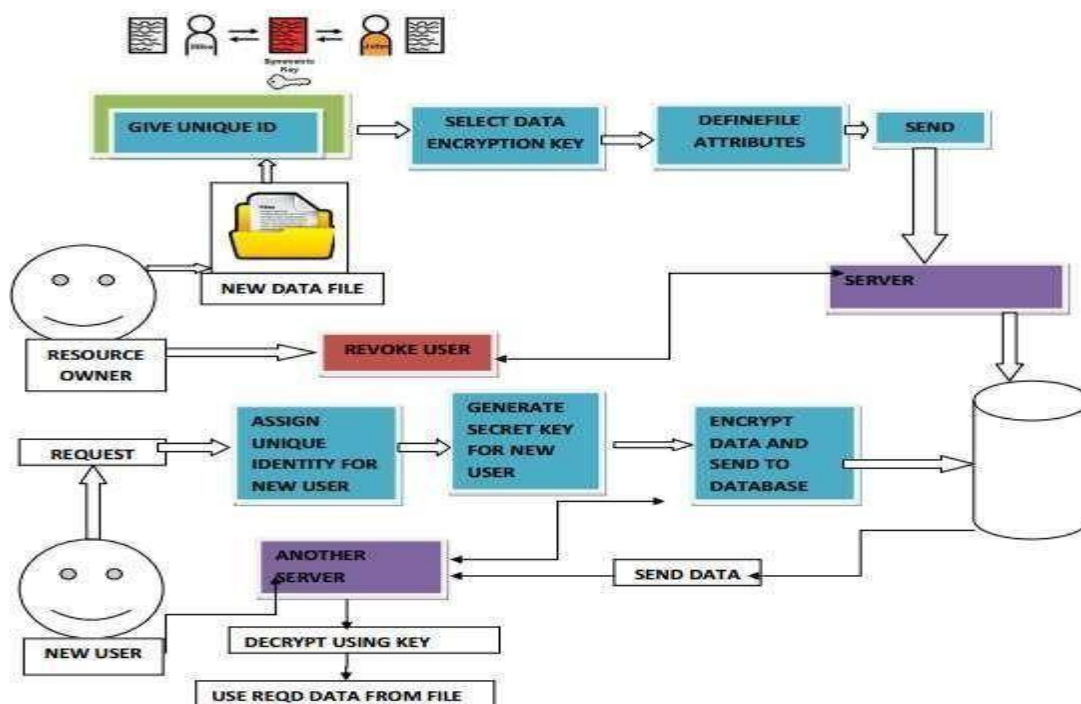 Symmetric
Key
GIVE UNIQUE ID
SELECT DATA
ENCRYPTION KEY
DEFINEFILE
ATTRIBUTES
SEND
NEW DATA FILE
SERVER
RESOURCE
OWNER
REVOKE USER
REQUEST
ASSIGN
UNIQUE
IDENTITY FOR
NEW USER
GENERATE
SECRET KEY
FOR NEW
USER
ENCRYPT
DATA AND
SEND TO
DATABASE
ANOTHER
SERVER
SEND DATA
NEW USER
DECRYPT USING KEY
USE REQD DATA FROM FILE